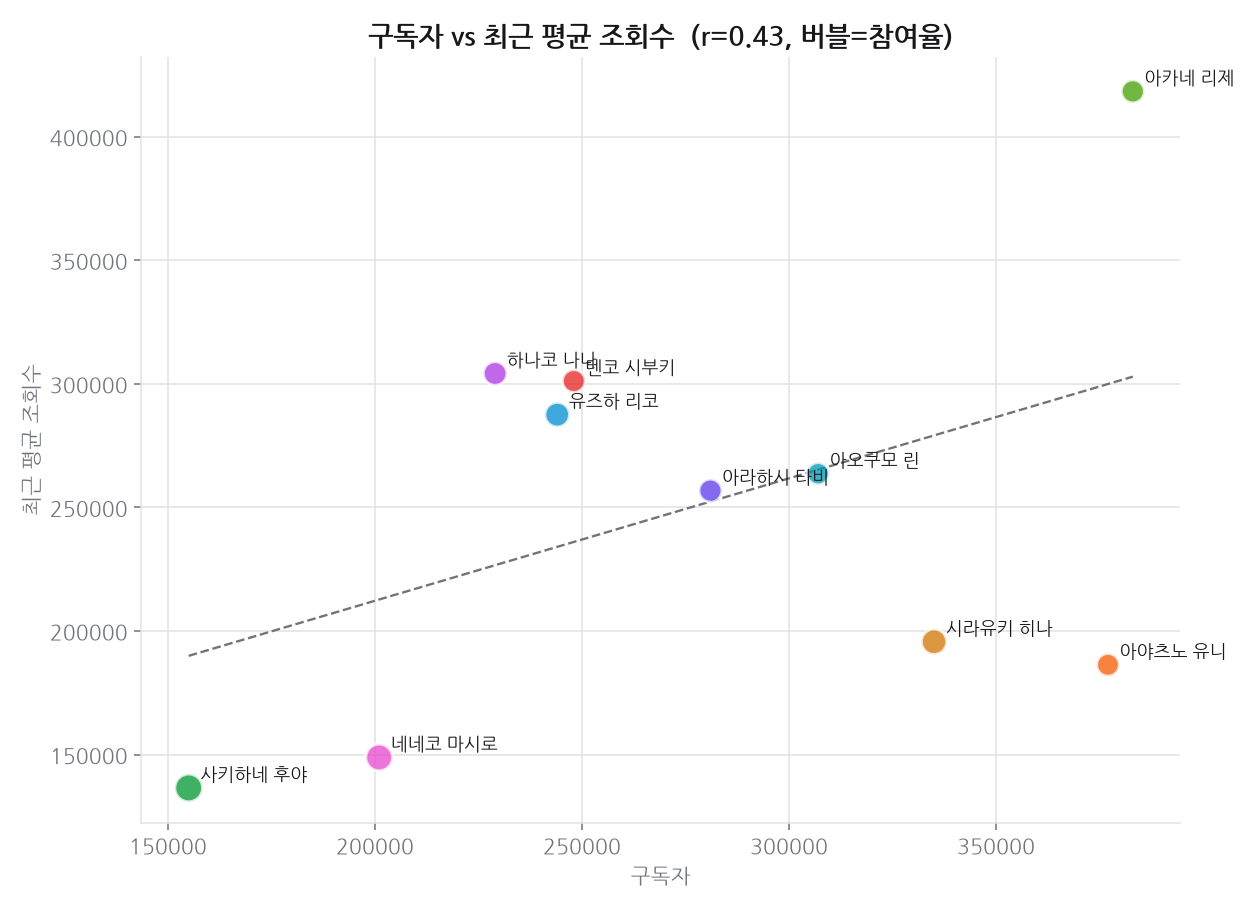 구독자 vs 최근 평균 조회수 (r=0.43, 버블=참여율)
아카네 리제
400000
350000
하나코 나나
텐코 시부키
300000
유즈하 리코
아오쿠모 린
아라하시 타비
250000
시라유키 히나
200000
아야츠노 유니
네네코 마시로
150000
사키하네 후야
최근 평균 조회수
150000
200000
250000
300000
350000
구독자